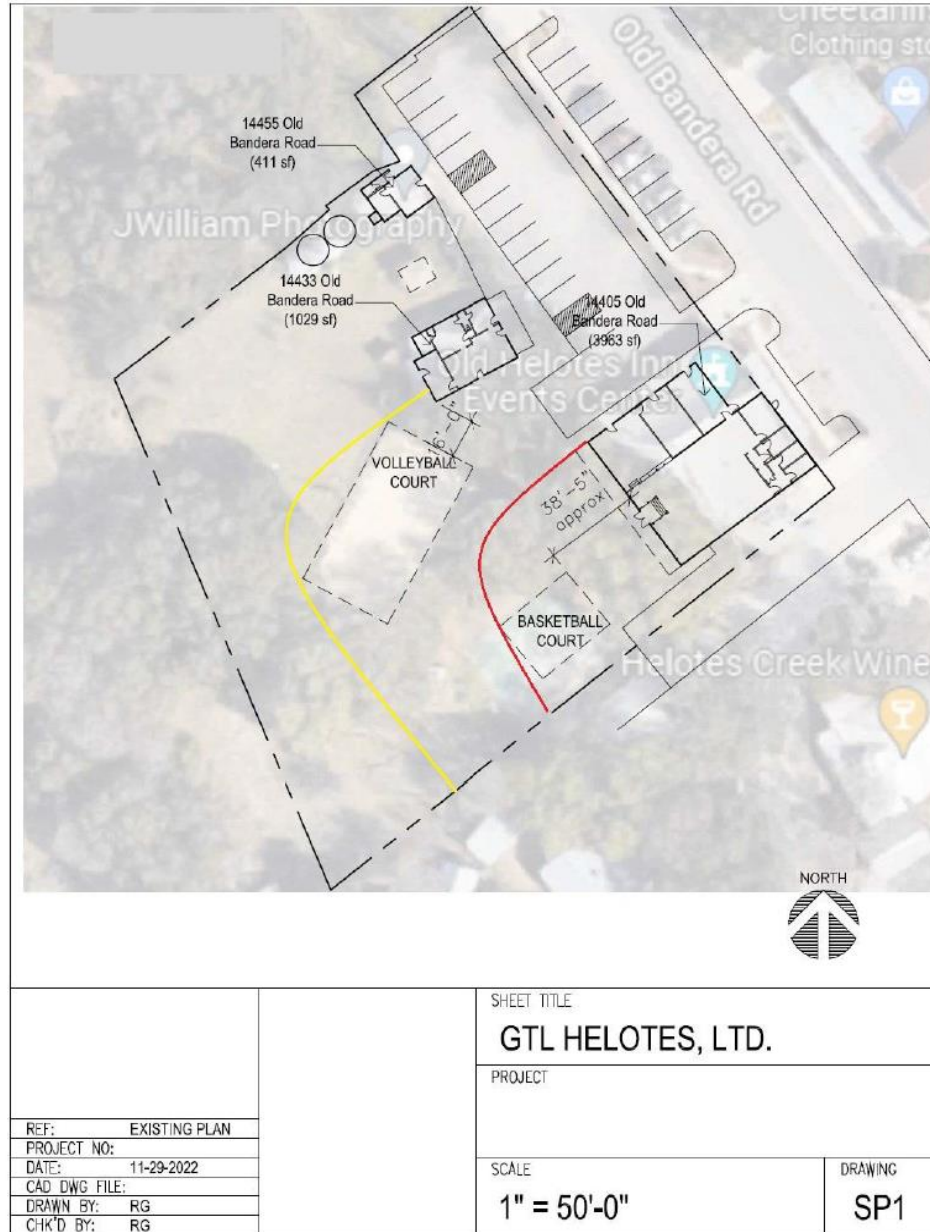 Cheetahm
Clothing sto
Old Bandera Rd
14455 Old
Bandera Road
(411 sf)
JWilliam Photography
14433 Old
Bandera Road
(1029 sf)
14405 Old
Bandera Road
(3963 sf)
Old Helotes Inn
Events Center
VOLLEYBALL
COURT
38'-5"
approx
BASKETBALL
COURT
Helotes Creek Wine
NORTH
SHEET TITLE
GTL HELOTES, LTD.
PROJECT
REF: EXISTING PLAN
PROJECT NO:
DATE: 11-29-2022
CAD DWG FILE:
DRAWN BY: RG
CHK'D BY: RG
SCALE
1" = 50'-0"
DRAWING
SP1